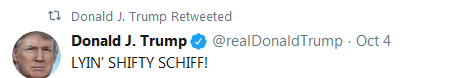 Donald J. Trump Retweeted
Donald J. Trump @realDonaldTrump · Oct 4
LYIN’ SHIFTY SCHIFF!